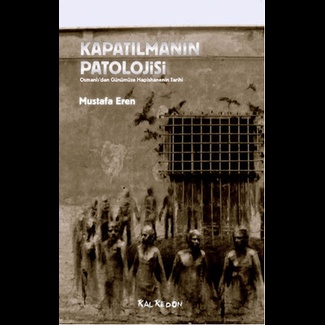 KAPATILMANIN
PATOLOJİSİ
Osmanlı'dan Günümüze Hapishanenin Tarihi
Mustafa Eren
KALKEDON